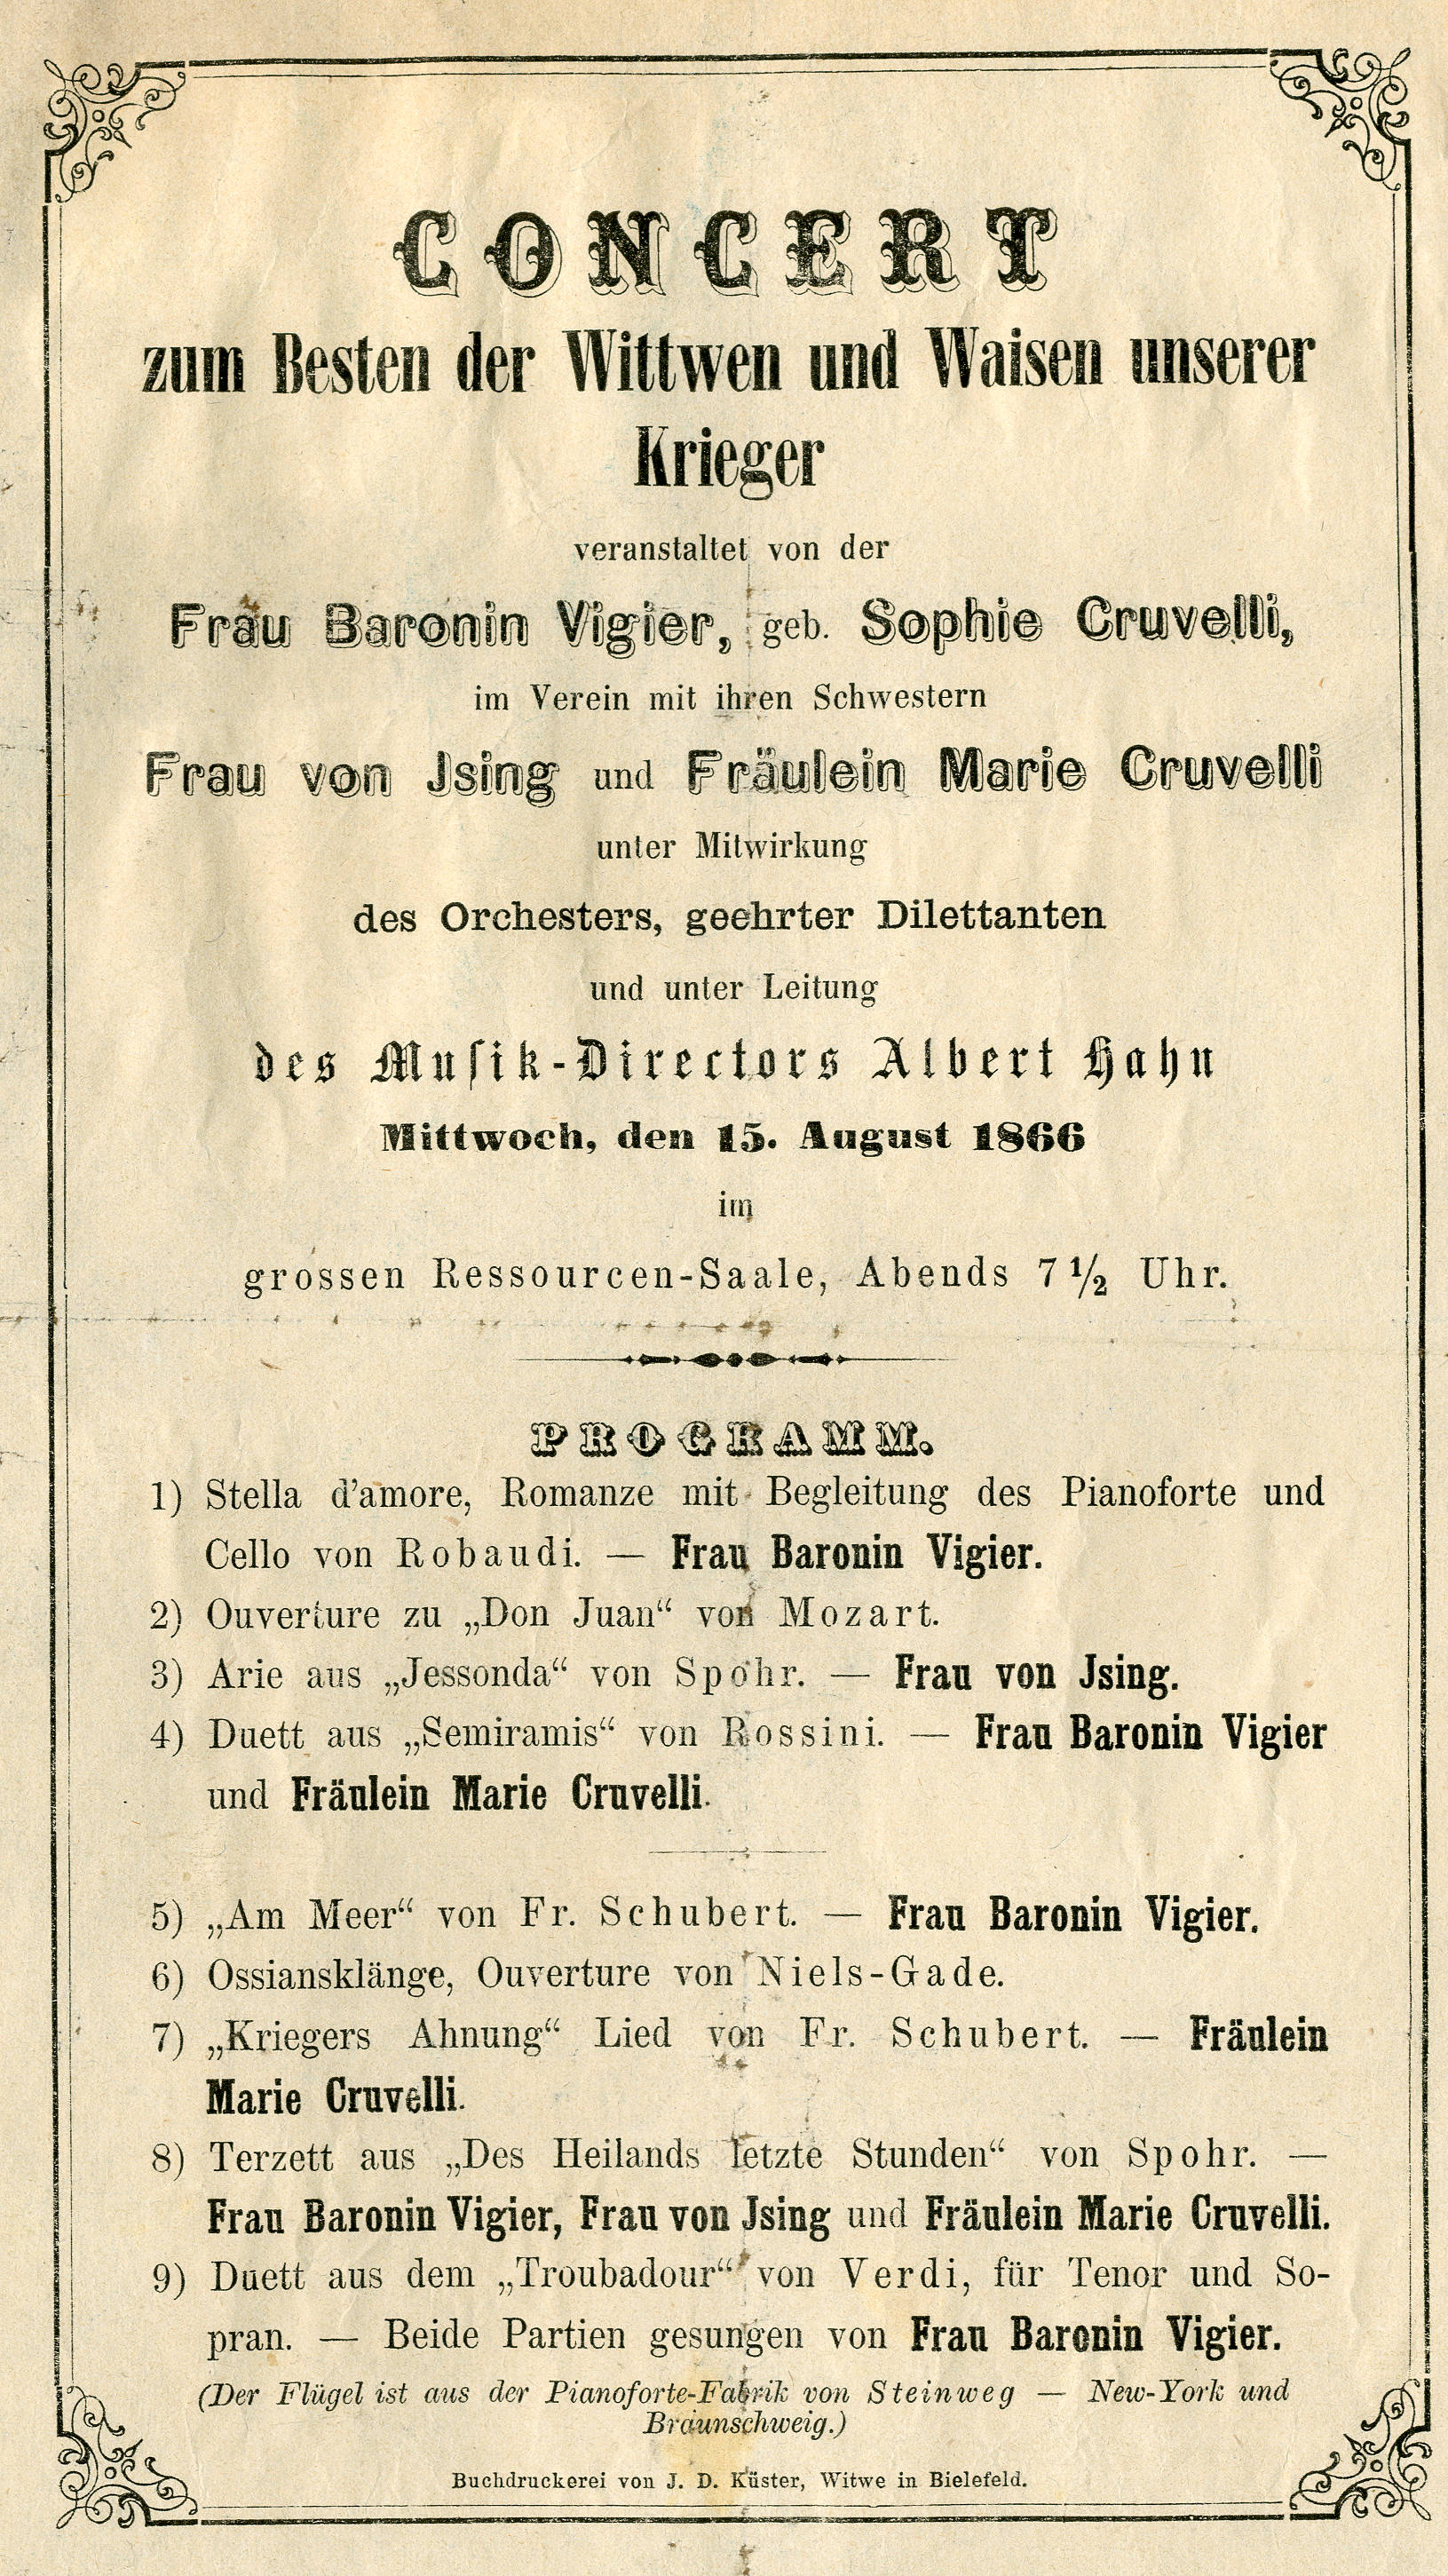 CONCERT
zum Besten der Wittwen und Waisen unserer
Krieger
veranstaltet von der
Frau Baronin Vigier, geb. Sophie Cruvelli,
im Verein mit ihren Schwestern
Frau von Jsing und Fräulein Marie Cruvelli
unter Mitwirkung
des Orchesters, geehrter Dilettanten
und unter Leitung
des Muſik-Directors Albert Hahn
Mittwoch, den 15. August 1866
im
grossen Ressourcen-Saale, Abends 7 1/2 Uhr.
PROGRAMM.
1) Stella d'amore, Romanze mit Begleitung des Pianoforte und
Cello von Robaudi. — Frau Baronin Vigier.
2) Ouverture zu „Don Juan“ von Mozart.
3) Arie aus „Jessonda“ von Spohr. — Frau von Jsing.
4) Duett aus „Semiramis“ von Rossini. — Frau Baronin Vigier
und Fräulein Marie Cruvelli.
5) „Am Meer“ von Fr. Schubert. — Frau Baronin Vigier.
6) Ossiansklänge, Ouverture von Niels-Gade.
7) „Kriegers Ahnung“ Lied von Fr. Schubert. — Fräulein
Marie Cruvelli.
8) Terzett aus „Des Heilands letzte Stunden“ von Spohr. —
Frau Baronin Vigier, Frau von Jsing und Fräulein Marie Cruvelli.
9) Duett aus dem „Troubadour“ von Verdi, für Tenor und So-
pran. — Beide Partien gesungen von Frau Baronin Vigier.
(Der Flügel ist aus der Pianoforte-Fabrik von Steinweg — New-York und
Braunschweig.)
Buchdruckerei von J. D. Küster, Witwe in Bielefeld.